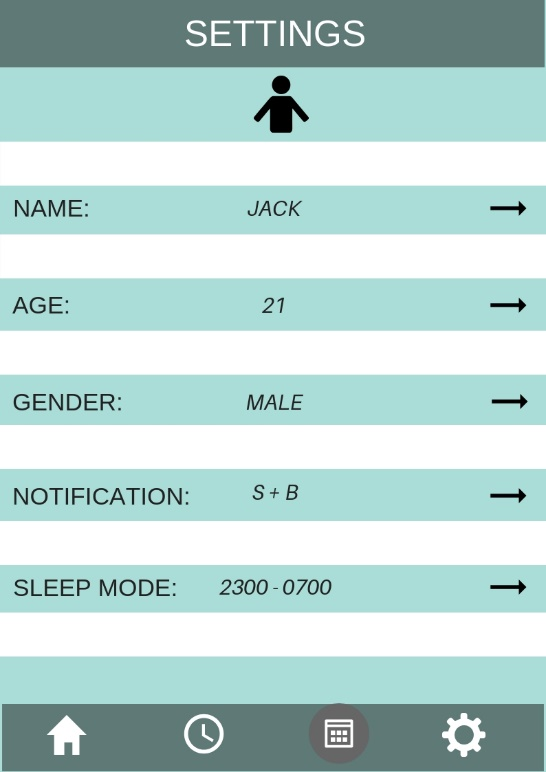 SETTINGS
NAME: JACK
AGE: 21
GENDER: MALE
NOTIFICATION: S + B
SLEEP MODE: 2300 - 0700